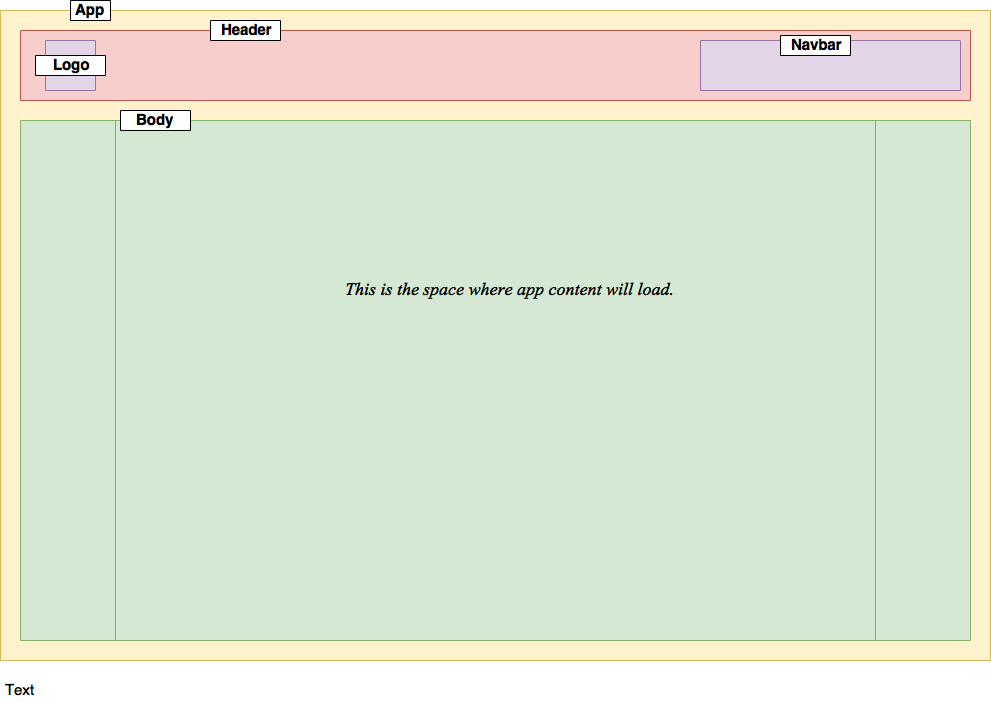 App
Header
Logo
Navbar
Body
This is the space where app content will load.
Text